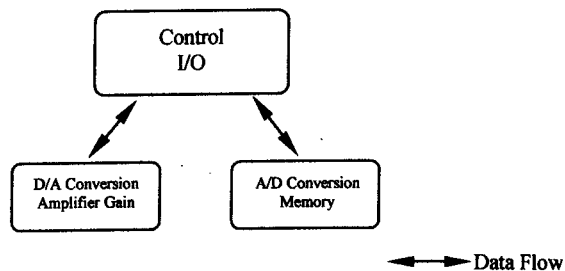 Control
I/O
D/A Conversion
Amplifier Gain
A/D Conversion
Memory
Data Flow